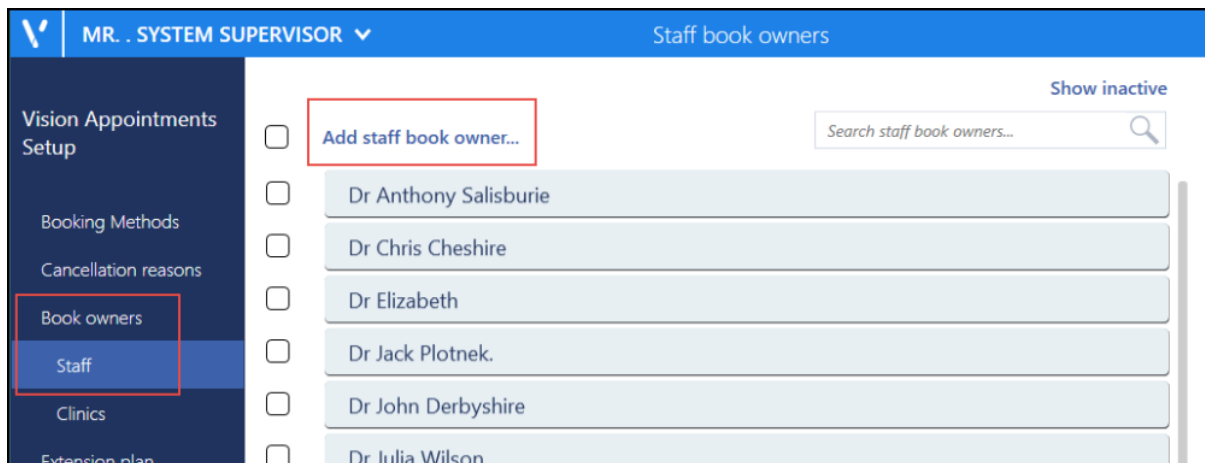 MR. . SYSTEM SUPERVISOR
Staff book owners
Vision Appointments
Setup
Booking Methods
Cancellation reasons
Book owners
Staff
Clinics
Extension plan
Show inactive
Add staff book owner...
Search staff book owners...
Dr Anthony Salisburie
Dr Chris Cheshire
Dr Elizabeth
Dr Jack Plotnek.
Dr John Derbyshire
Dr Julia Wilson